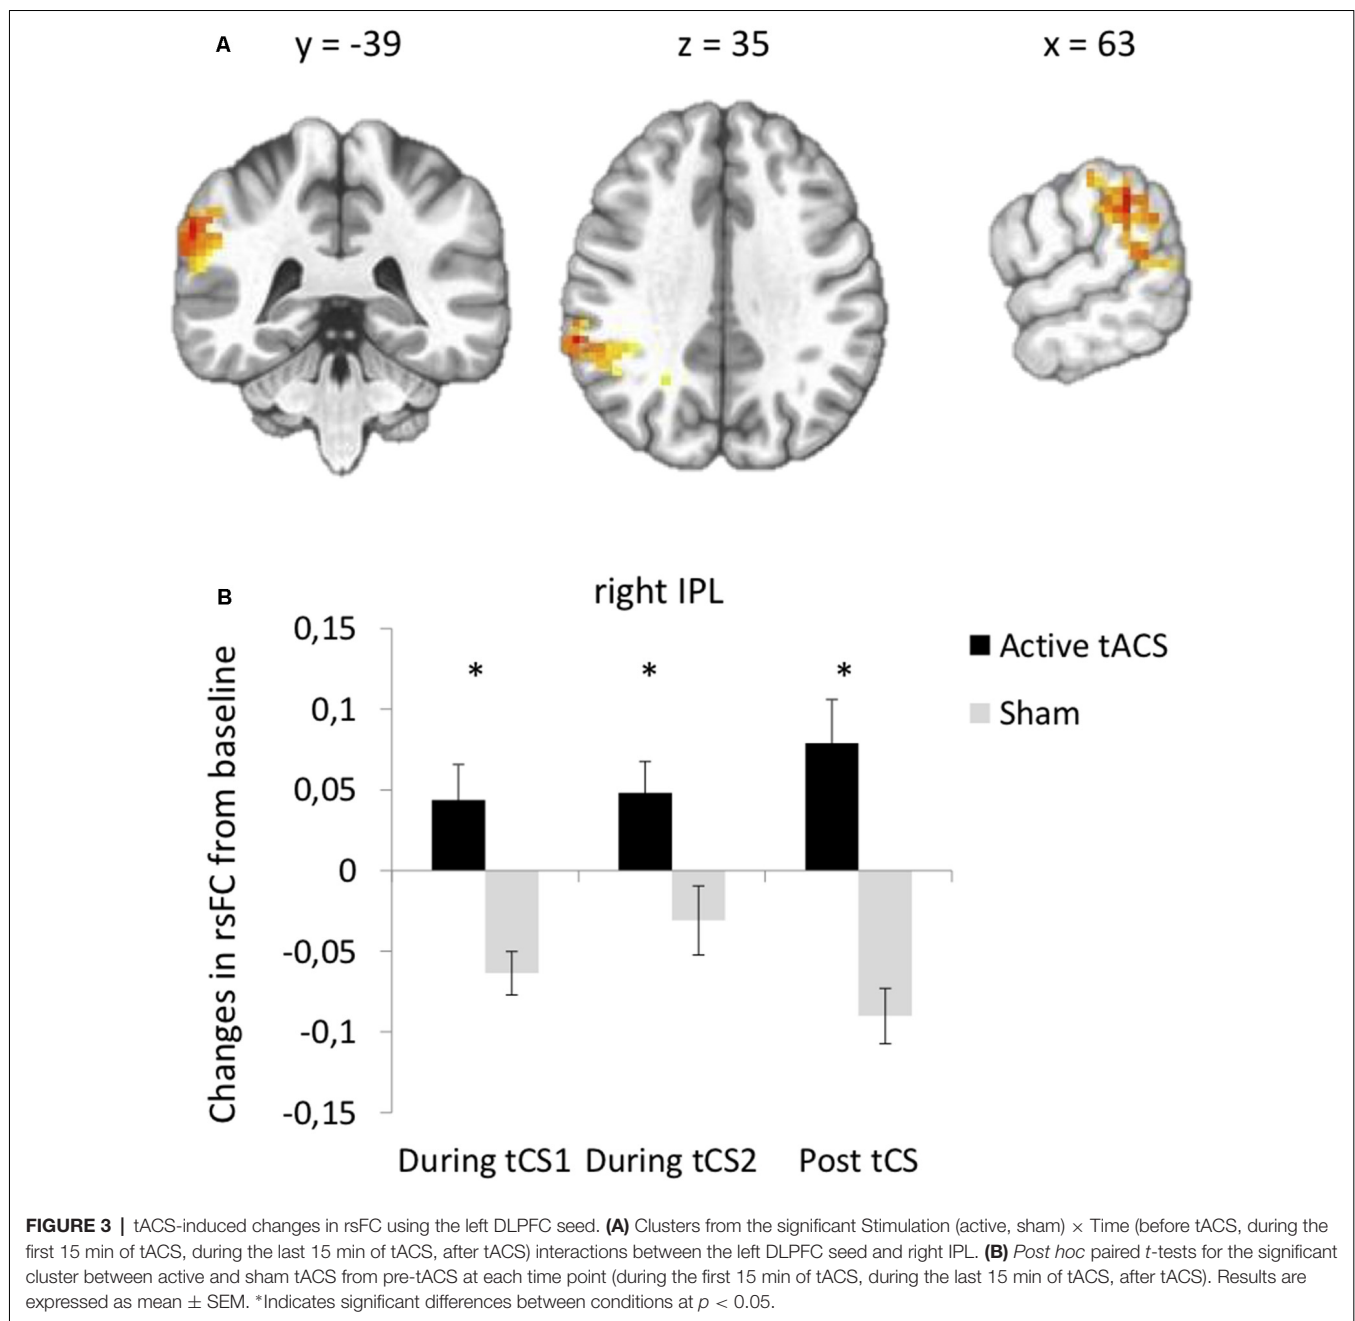 A
y = -39
z = 35
x = 63
B
right IPL
Changes in rsFC from baseline
0,15
0,1
0,05
0
-0,05
-0,1
-0,15
* * *
Active tACS
Sham
During tCS1 During tCS2 Post tCS
FIGURE 3 | tACS-induced changes in rsFC using the left DLPFC seed. (A) Clusters from the significant Stimulation (active, sham) × Time (before tACS, during the
first 15 min of tACS, during the last 15 min of tACS, after tACS) interactions between the left DLPFC seed and right IPL. (B) Post hoc paired t-tests for the significant
cluster between active and sham tACS from pre-tACS at each time point (during the first 15 min of tACS, during the last 15 min of tACS, after tACS). Results are
expressed as mean ± SEM. *Indicates significant differences between conditions at p < 0.05.